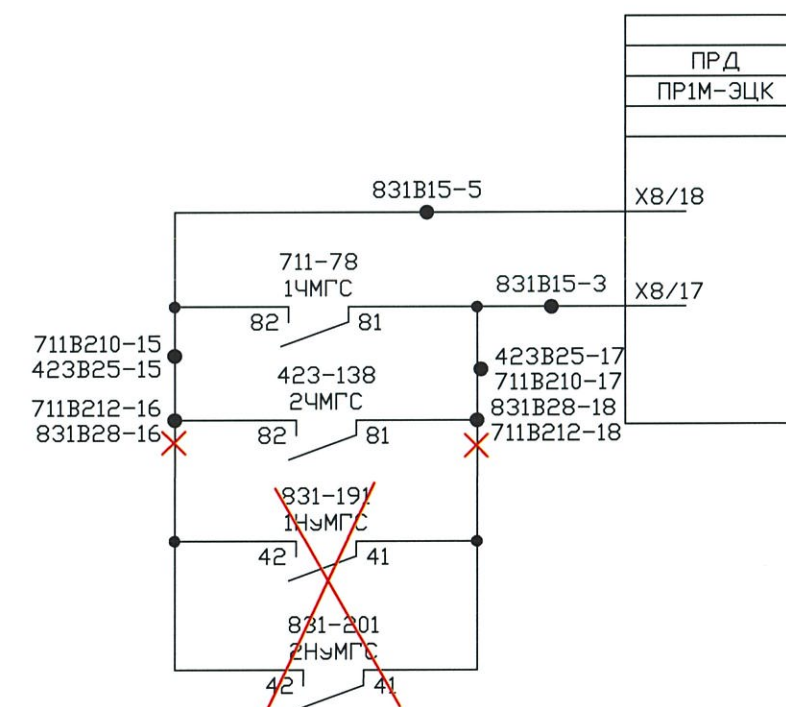 ПРД
ПР1М-ЭЦК
831В15-5
Х8/18
711-78
1ЧМГС
82
81
831В15-3
Х8/17
711В210-15
423В25-15
423В25-17
711В210-17
423-138
2ЧМГС
711В212-16
831В28-16
82
81
831В28-18
711В212-18
831-191
1НэМГС
42
41
831-201
2НэМГС
42
41